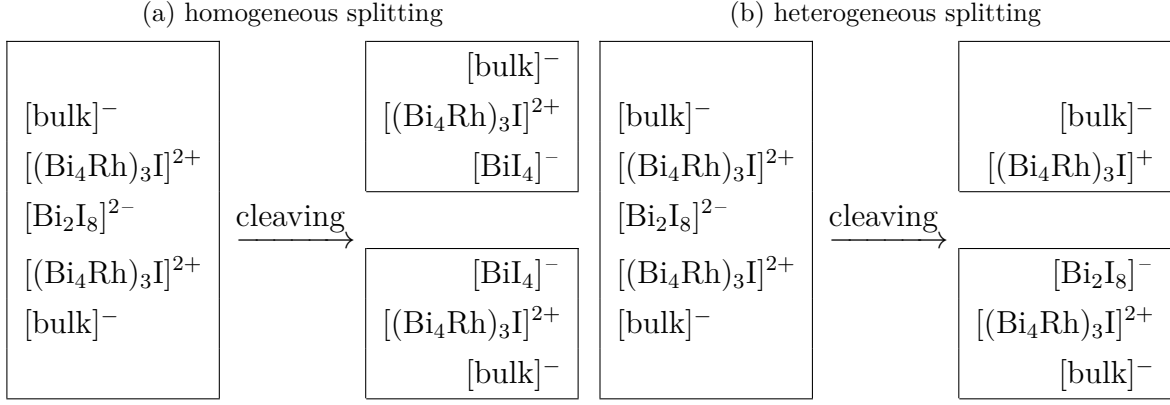 (a) homogeneous splitting
[bulk]⁻
[(Bi₄Rh)₃I]²⁺
[Bi₂I₈]²⁻
[(Bi₄Rh)₃I]²⁺
[bulk]⁻
cleaving
[bulk]⁻
[(Bi₄Rh)₃I]²⁺
[BiI₄]⁻
[BiI₄]⁻
[(Bi₄Rh)₃I]²⁺
[bulk]⁻
(b) heterogeneous splitting
[bulk]⁻
[(Bi₄Rh)₃I]²⁺
[Bi₂I₈]²⁻
[(Bi₄Rh)₃I]²⁺
[bulk]⁻
cleaving
[bulk]⁻
[(Bi₄Rh)₃I]⁺
[Bi₂I₈]⁻
[(Bi₄Rh)₃I]²⁺
[bulk]⁻